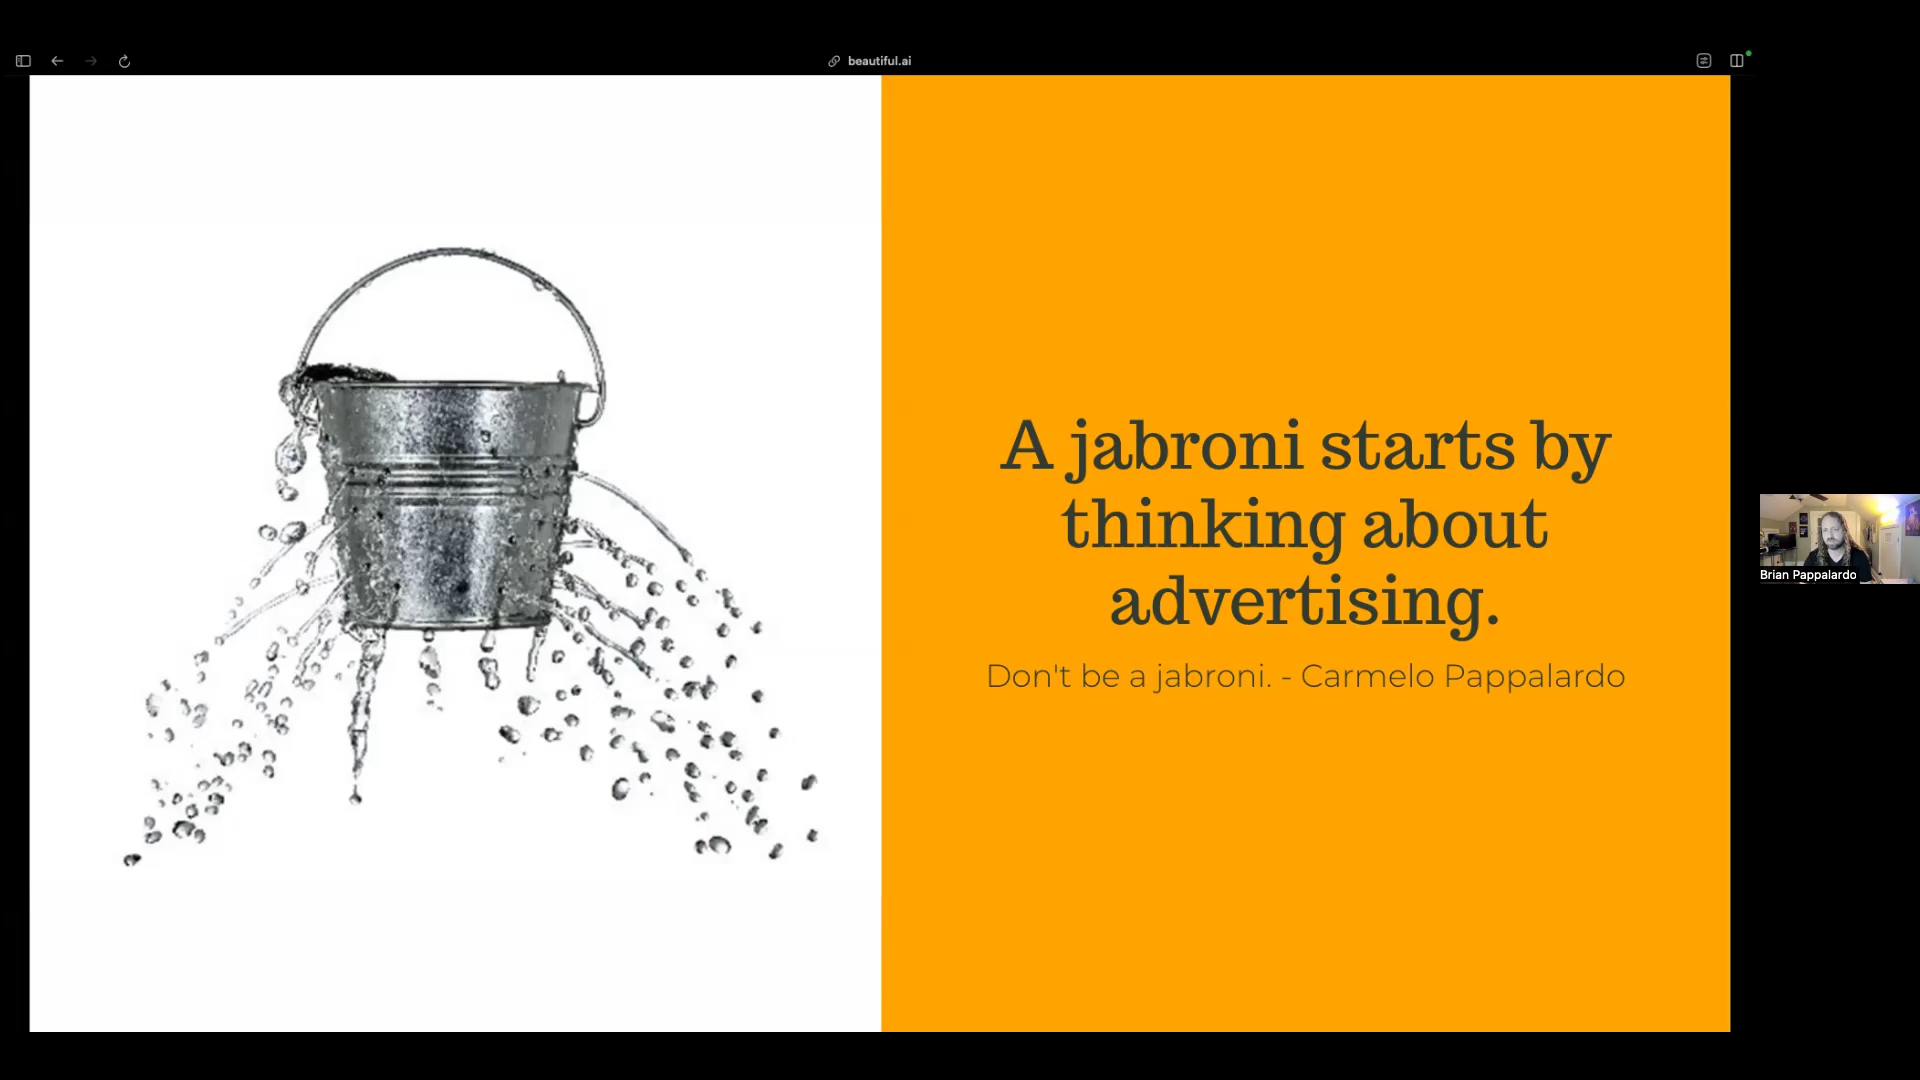 beautiful.ai
A jabroni starts by
thinking about
advertising.
Don't be a jabroni. - Carmelo Pappalardo
Brian Pappalardo